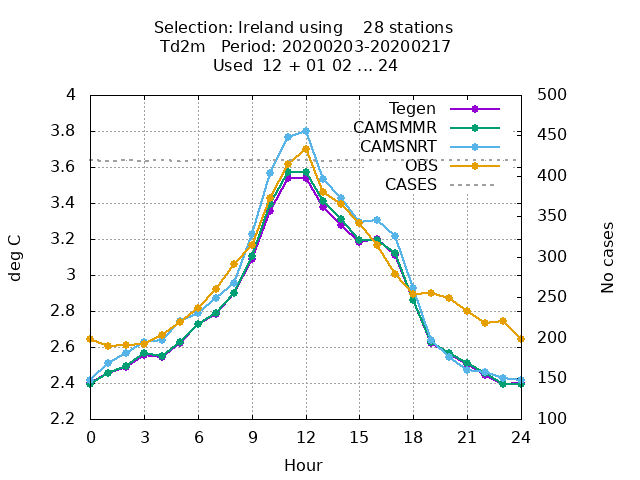 Selection: Ireland using    28 stations
Td2m   Period: 20200203-20200217
Used  12 + 01 02 ... 24
4
3.8
3.6
3.4
3.2
3
2.8
2.6
2.4
2.2
deg C
Tegen
CAMSMMR
CAMSNRT
OBS
CASES
500
450
400
350
300
250
200
150
100
No cases
0 3 6 9 12 15 18 21 24
Hour